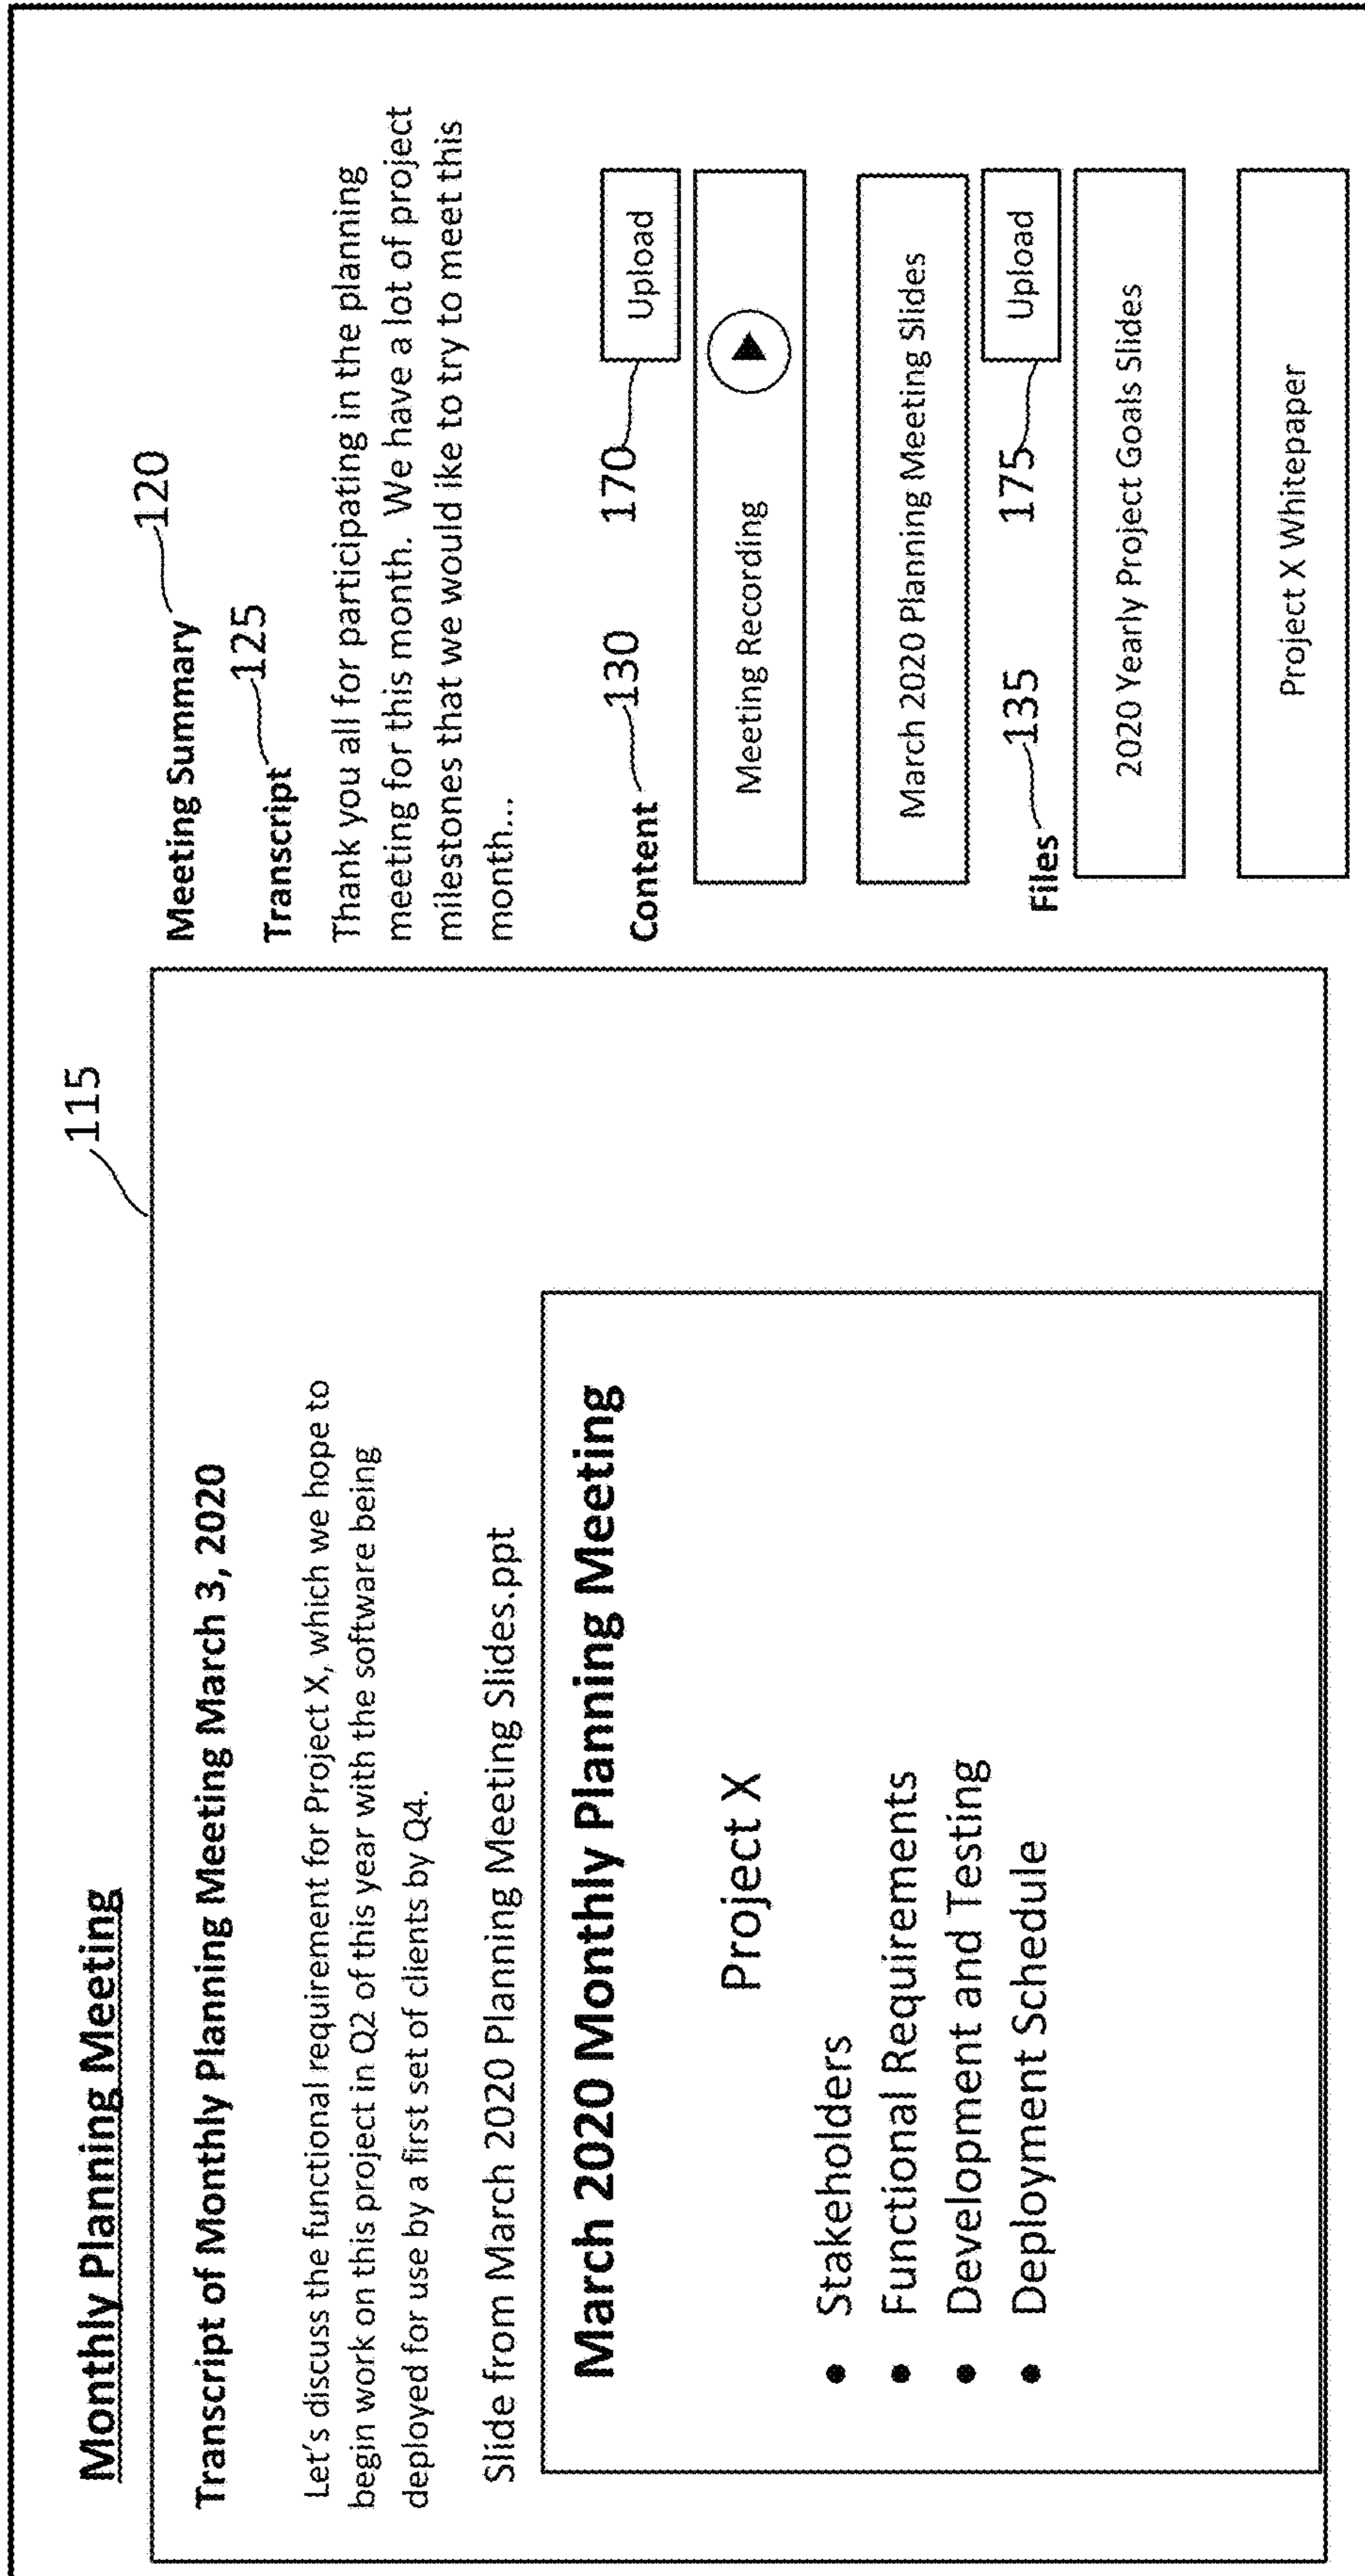 Monthly Planning Meeting
115
Transcript of Monthly Planning Meeting March 3, 2020
Let's discuss the functional requirement for Project X, which we hope to
begin work on this project in Q2 of this year with the software being
deployed for use by a first set of clients by Q4.
Slide from March 2020 Planning Meeting Slides.ppt
March 2020 Monthly Planning Meeting
Project X
• Stakeholders
• Functional Requirements
• Development and Testing
• Deployment Schedule
Meeting Summary 120
Transcript 125
Thank you all for participating in the planning
meeting for this month. We have a lot of project
milestones that we would like to try to meet this
month...
Content 130 170 Upload
Meeting Recording
March 2020 Planning Meeting Slides
Files 135 175 Upload
2020 Yearly Project Goals Slides
Project X Whitepaper